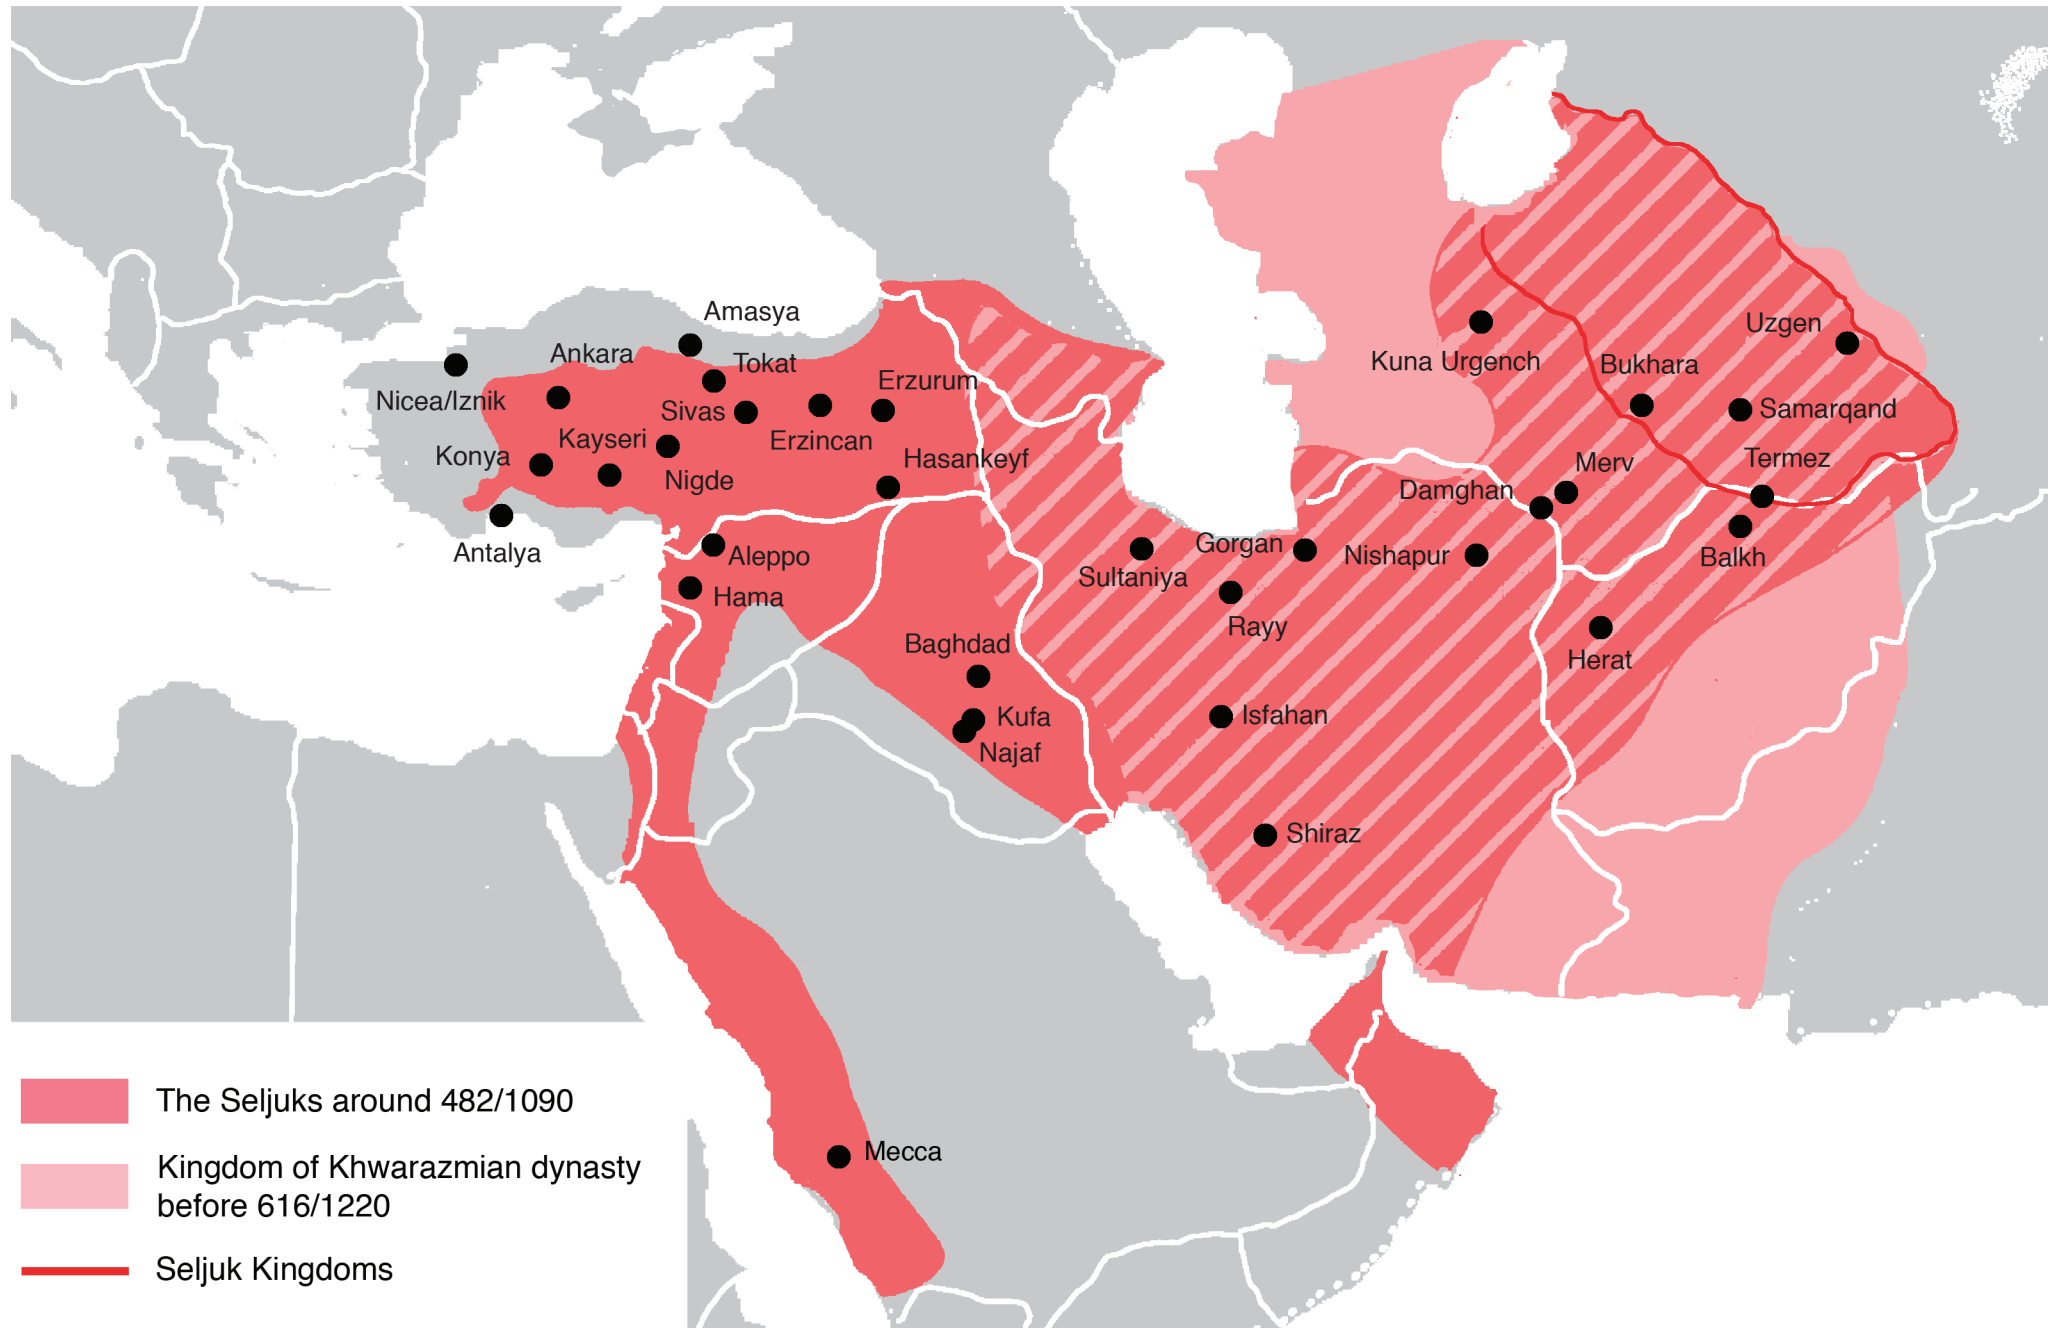 Amasya
Ankara
Tokat
Nicea/Iznik
Erzurum
Sivas
Kayseri
Erzincan
Konya
Nigde
Hasankeyf
Antalya
Aleppo
Hama
Baghdad
Kufa
Najaf
Mecca
Uzgen
Kuna Urgench
Bukhara
Samarqand
Merv
Termez
Damghan
Gorgan
Nishapur
Balkh
Sultaniya
Rayy
Herat
Isfahan
Shiraz
The Seljuks around 482/1090
Kingdom of Khwarazmian dynasty
before 616/1220
Seljuk Kingdoms